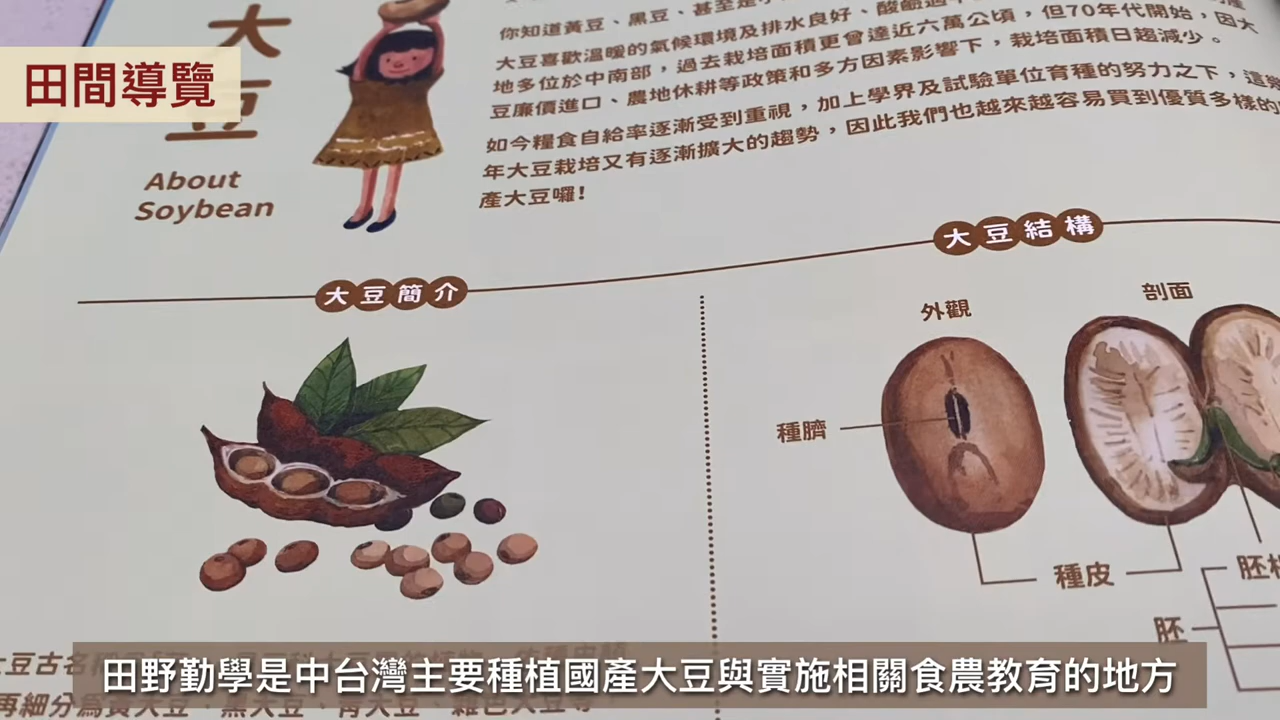 田間導覽
大豆
About
Soybean
你知道黃豆、黑豆、甚至是
大豆喜歡溫暖的氣候環境及排水良好、酸鹼適中
地多位於中南部，過去栽培面積更曾達近六萬公頃，但70年代開始，因大
豆廉價進口、農地休耕等政策和多方因素影響下，栽培面積日趨減少。
如今糧食自給率逐漸受到重視，加上學界及試驗單位育種的努力之下，這幾
年大豆栽培又有逐漸擴大的趨勢，因此我們也越來越容易買到優質多樣的
產大豆囉！
大豆結構
大豆簡介
外觀
剖面
種臍
種皮
胚
胚
田野勤學是中台灣主要種植國產大豆與實施相關食農教育的地方